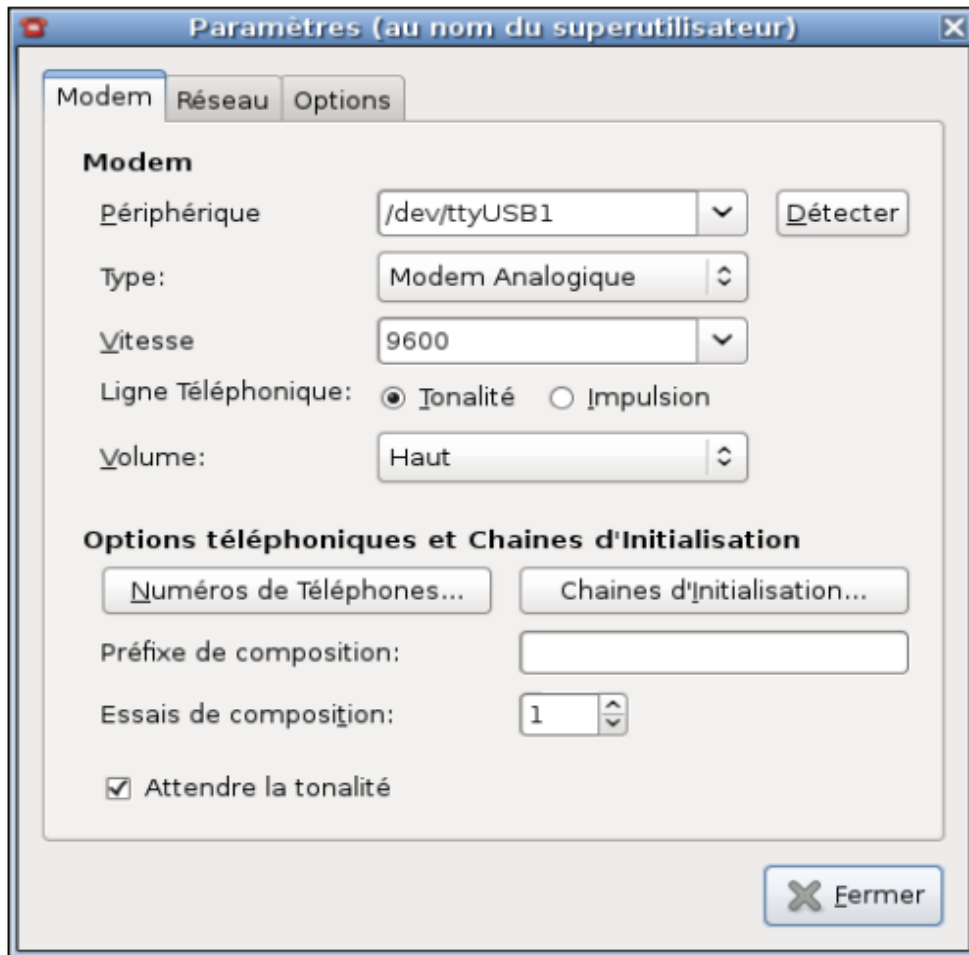 Paramètres (au nom du superutilisateur)
Modem Réseau Options
Modem
Périphérique /dev/ttyUSB1 Détecter
Type: Modem Analogique
Vitesse 9600
Ligne Téléphonique: Tonalité Impulsion
Volume: Haut
Options téléphoniques et Chaines d'Initialisation
Numéros de Téléphones... Chaines d'Initialisation...
Préfixe de composition:
Essais de composition: 1
Attendre la tonalité
Fermer